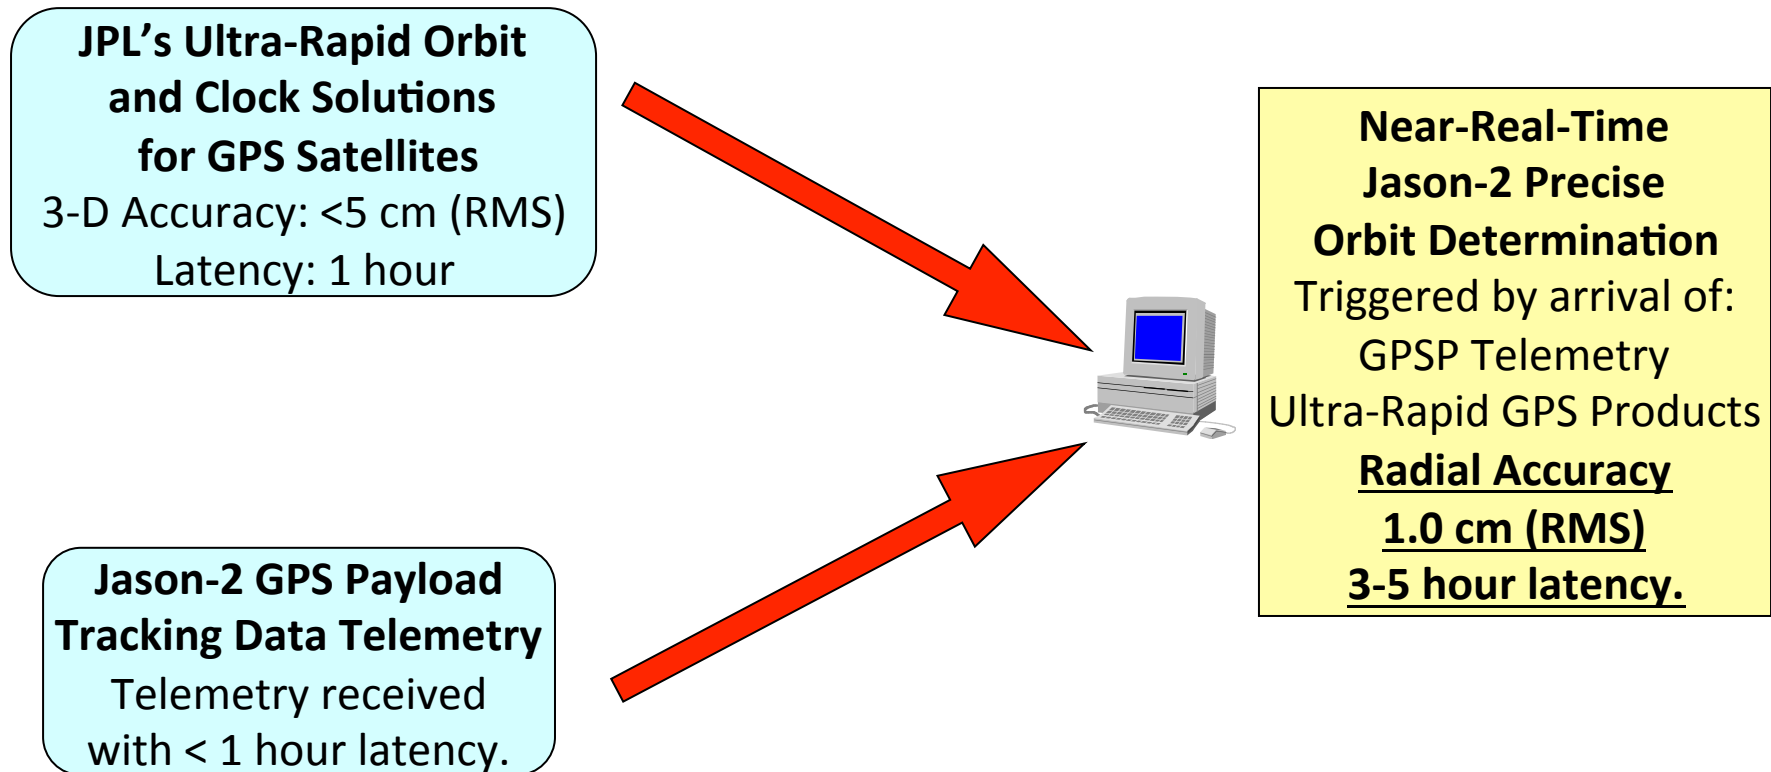 JPL’s Ultra-Rapid Orbit
and Clock Solutions
for GPS Satellites
3-D Accuracy: <5 cm (RMS)
Latency: 1 hour
Jason-2 GPS Payload
Tracking Data Telemetry
Telemetry received
with < 1 hour latency.
Near-Real-Time
Jason-2 Precise
Orbit Determination
Triggered by arrival of:
GPSP Telemetry
Ultra-Rapid GPS Products
Radial Accuracy
1.0 cm (RMS)
3-5 hour latency.